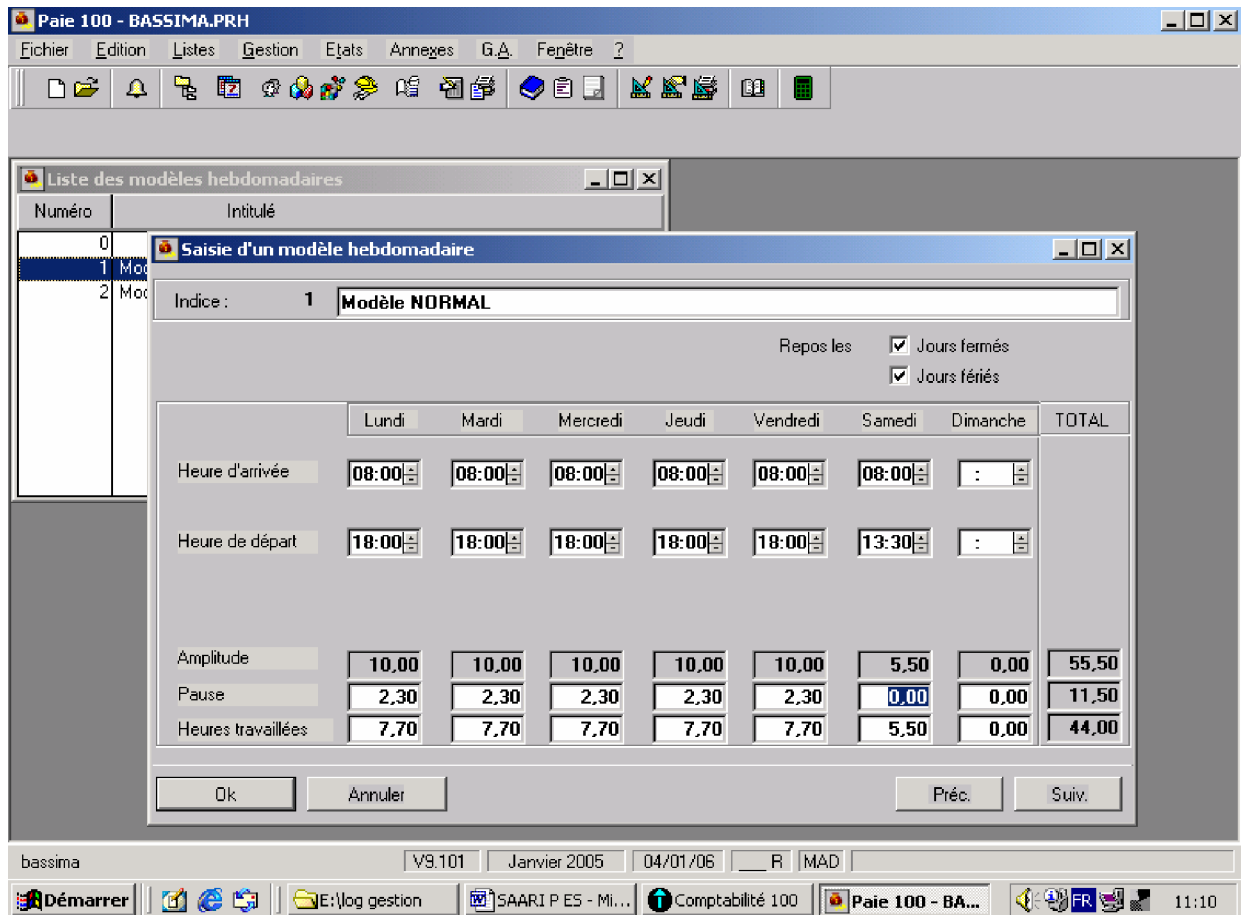 Paie 100 - BASSIMA.PRH
Fichier Edition Listes Gestion Etats Annexes G.A. Fenêtre ?
Liste des modèles hebdomadaires
Numéro Intitulé
0
1 Mod
2 Mod
Saisie d'un modèle hebdomadaire
Indice : 1 Modèle NORMAL
Repos les Jours fermés
Jours fériés
Lundi Mardi Mercredi Jeudi Vendredi Samedi Dimanche TOTAL
Heure d'arrivée 08:00 08:00 08:00 08:00 08:00 08:00 :
Heure de départ 18:00 18:00 18:00 18:00 18:00 13:30 :
Amplitude 10,00 10,00 10,00 10,00 10,00 5,50 0,00 55,50
Pause 2,30 2,30 2,30 2,30 2,30 0,00 0,00 11,50
Heures travaillées 7,70 7,70 7,70 7,70 7,70 5,50 0,00 44,00
Ok Annuler Préc. Suiv.
bassima V9.101 Janvier 2005 04/01/06 ___R MAD
Démarrer E:\log gestion SAARI P ES - Mi... Comptabilité 100 Paie 100 - BA... FR 11:10